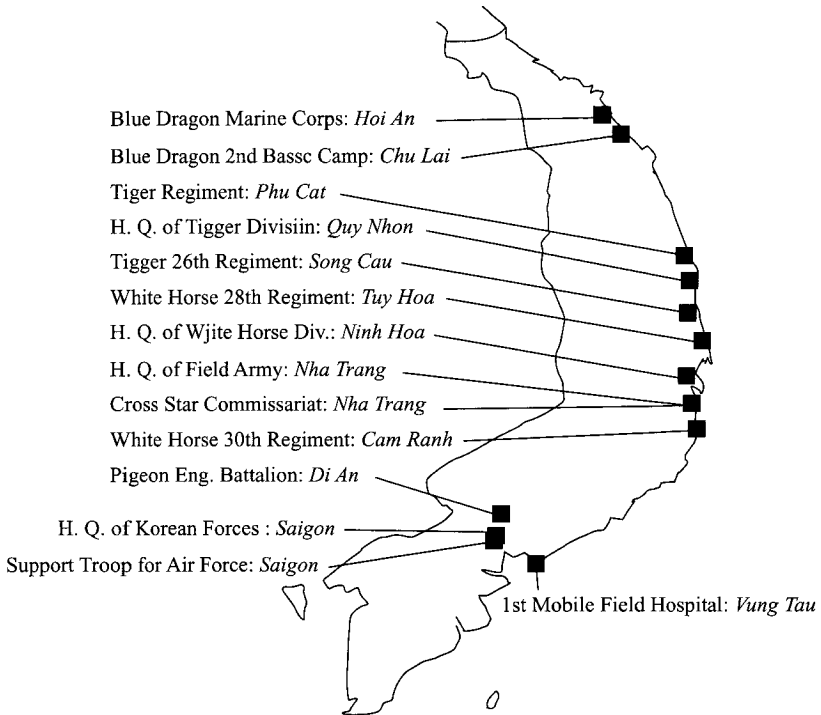 Blue Dragon Marine Corps: Hoi An
Blue Dragon 2nd Bassc Camp: Chu Lai
Tiger Regiment: Phu Cat
H. Q. of Tigger Divisiin: Quy Nhon
Tigger 26th Regiment: Song Cau
White Horse 28th Regiment: Tuy Hoa
H. Q. of Wjite Horse Div.: Ninh Hoa
H. Q. of Field Army: Nha Trang
Cross Star Commissariat: Nha Trang
White Horse 30th Regiment: Cam Ranh
Pigeon Eng. Battalion: Di An
H. Q. of Korean Forces : Saigon
Support Troop for Air Force: Saigon
1st Mobile Field Hospital: Vung Tau